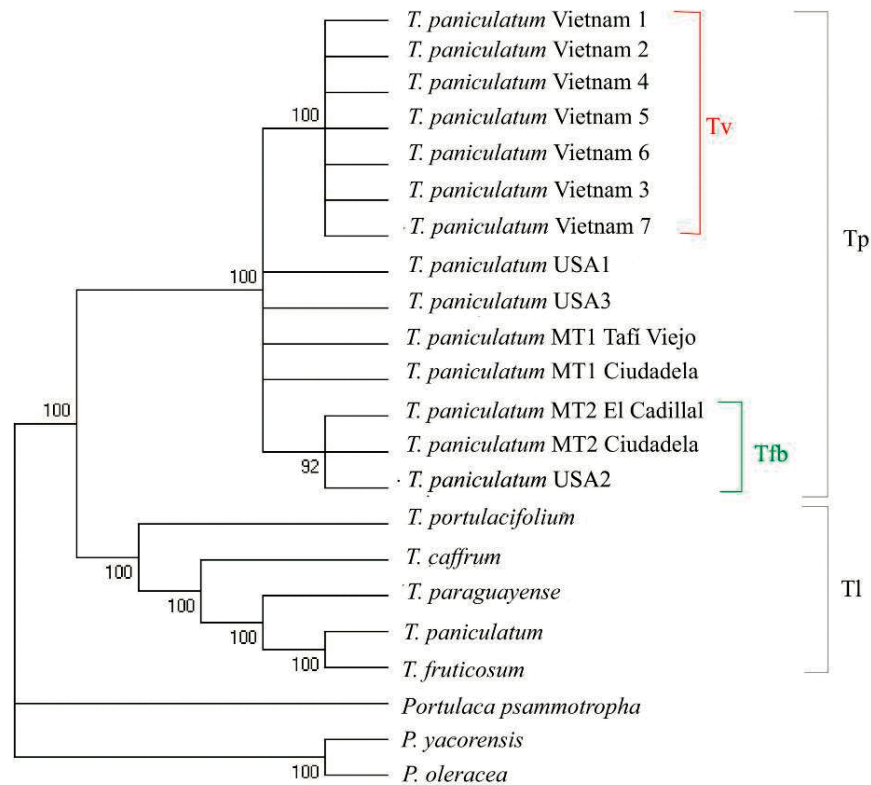 T. paniculatum Vietnam 1
T. paniculatum Vietnam 2
T. paniculatum Vietnam 4
100
T. paniculatum Vietnam 5
Tv
T. paniculatum Vietnam 6
T. paniculatum Vietnam 3
T. paniculatum Vietnam 7
Tp
100
T. paniculatum USA1
T. paniculatum USA3
T. paniculatum MT1 Tafí Viejo
T. paniculatum MT1 Ciudadela
100
T. paniculatum MT2 El Cadillal
T. paniculatum MT2 Ciudadela
Tfb
92
T. paniculatum USA2
T. portulacifolium
100
T. caffrum
100
T. paraguayense
Tl
100
T. paniculatum
100
T. fruticosum
Portulaca psammotropha
P. yacorensis
100
P. oleracea